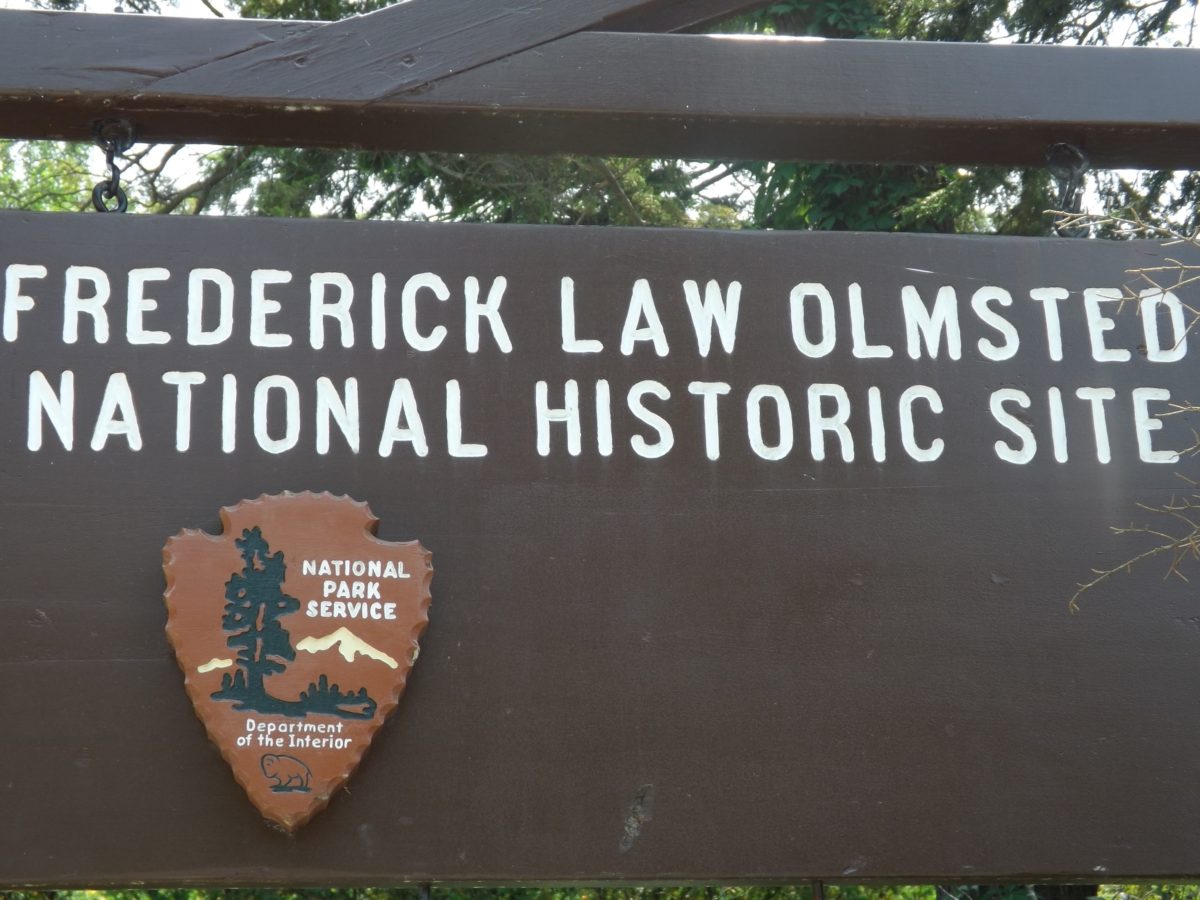 FREDERICK LAW OLMSTED
NATIONAL HISTORIC SITE
NATIONAL
PARK
SERVICE
Department
of the Interior